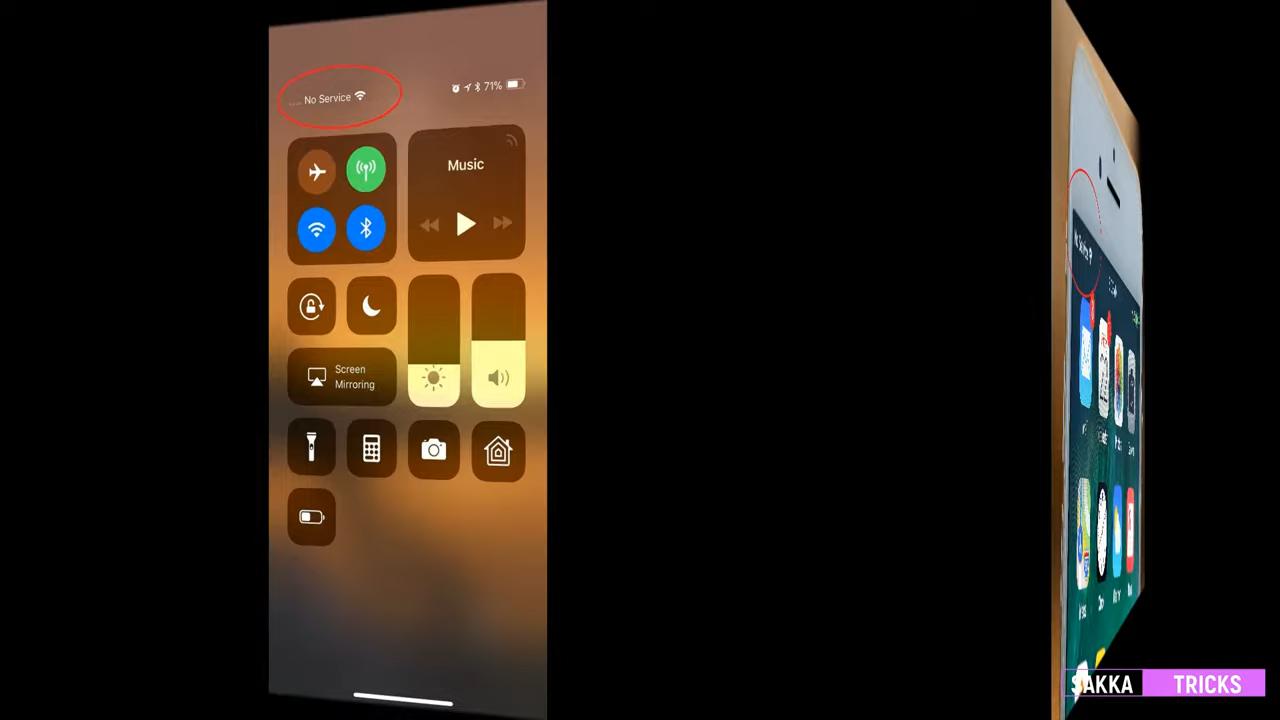 No Service
71%
Music
Screen
Mirroring
SAKKA TRICKS